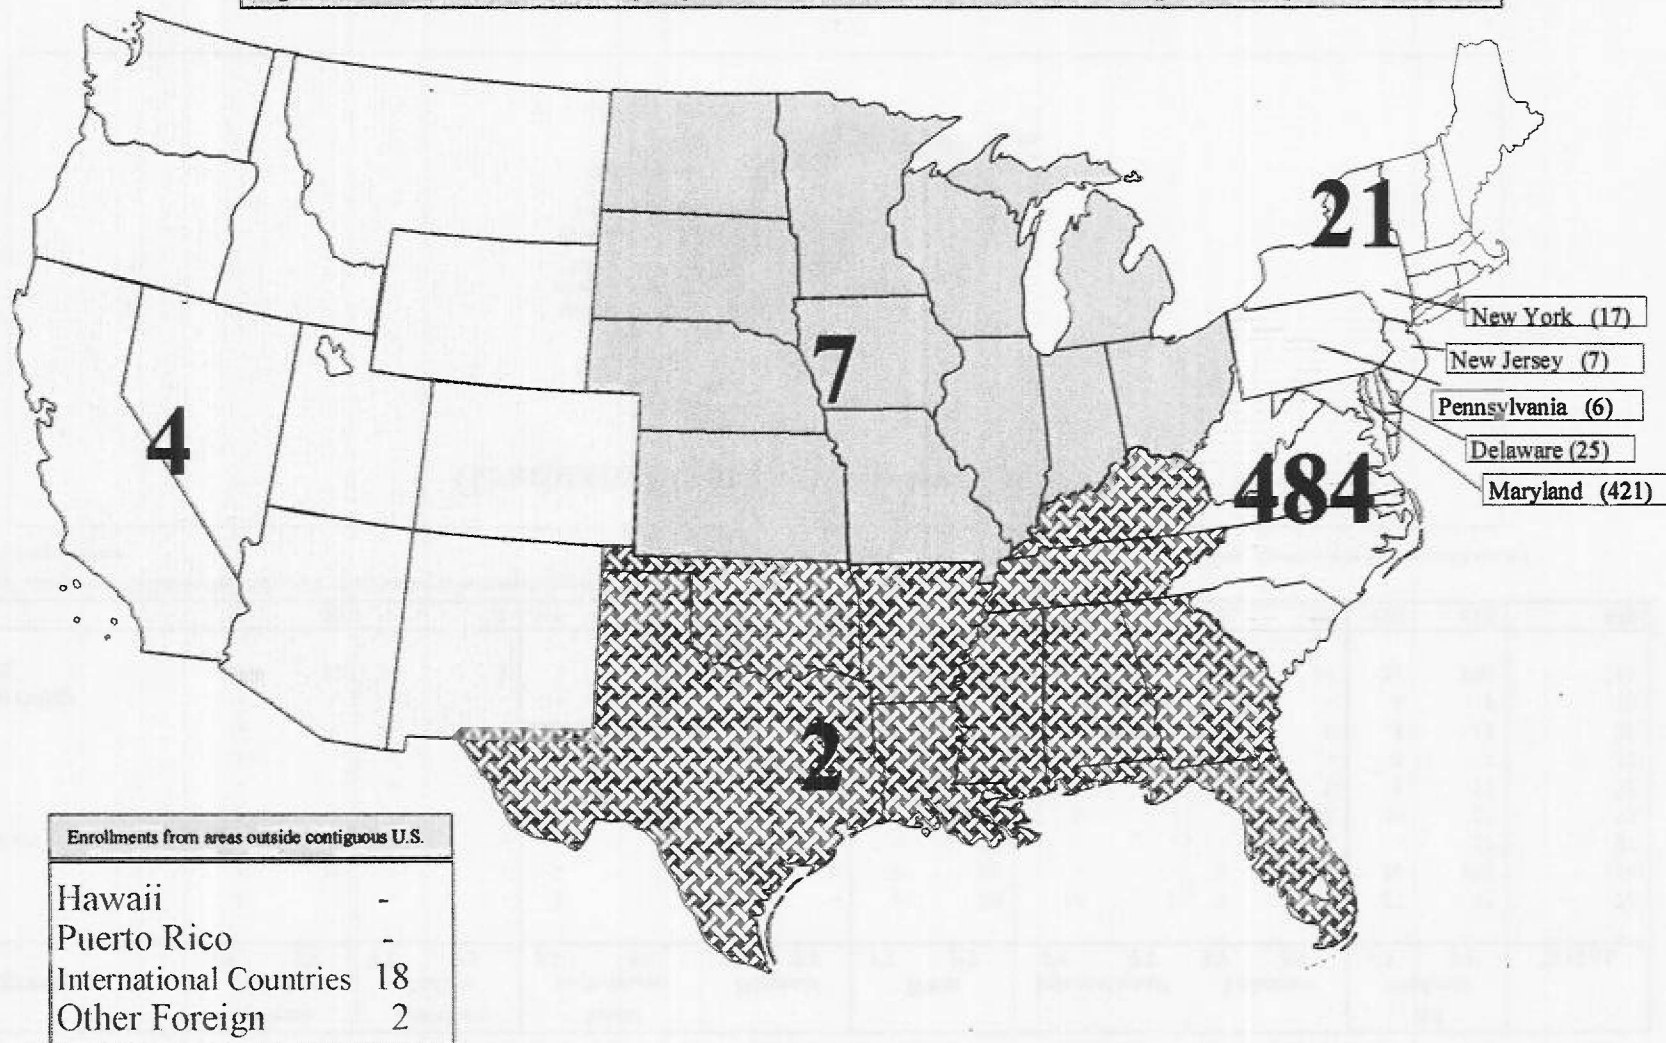 21
New York (17)
New Jersey (7)
7
Pennsylvania (6)
4
Delaware (25)
484
Maryland (421)
2
Enrollments from areas outside contiguous U.S.
Hawaii -
Puerto Rico -
International Countries 18
Other Foreign 2